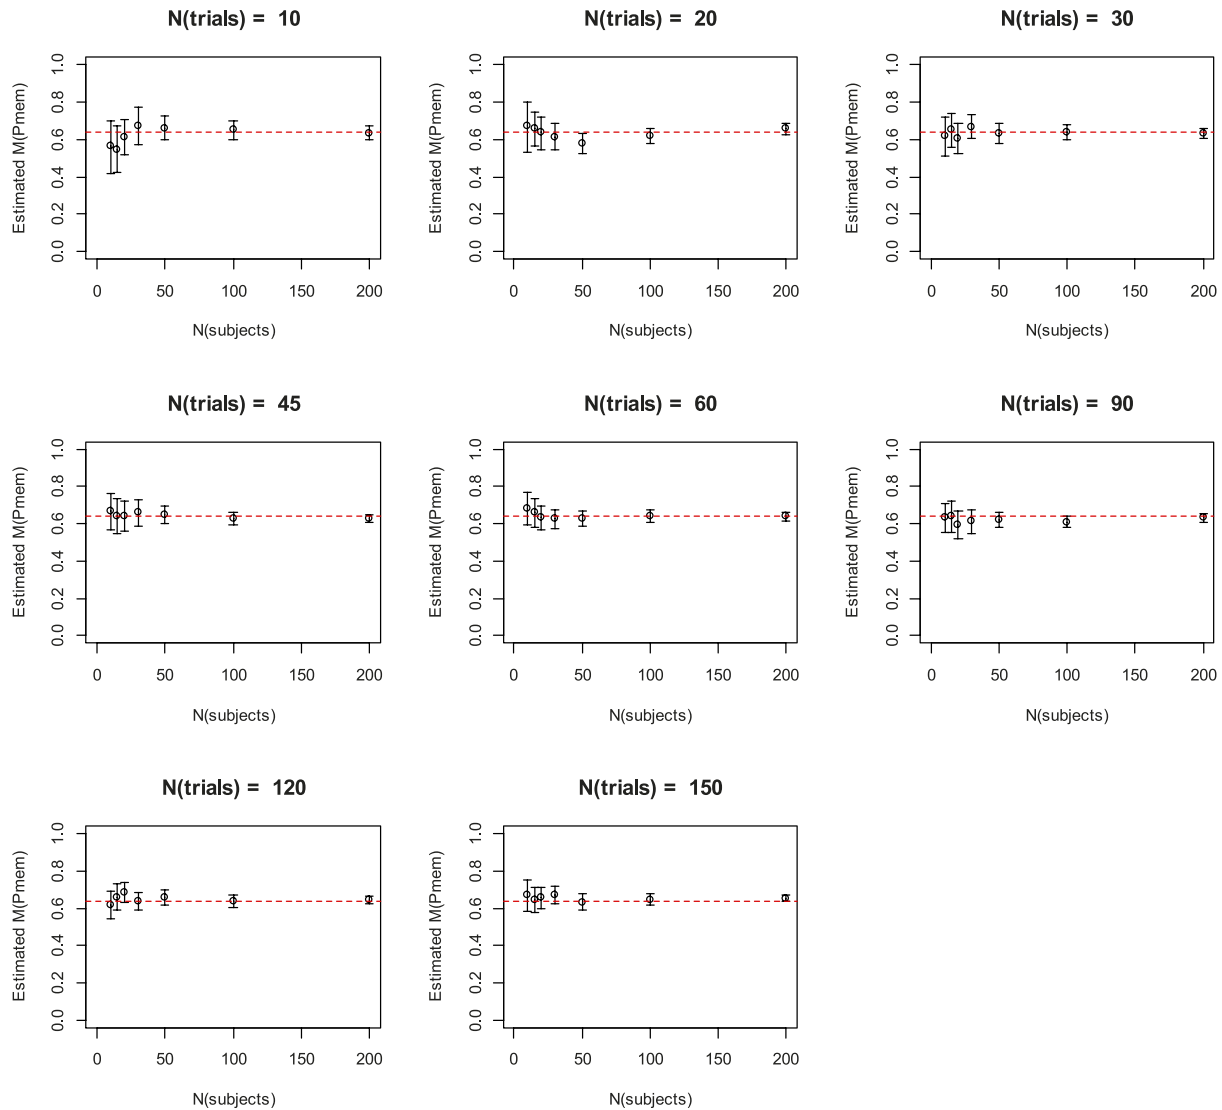 N(trials) = 10
Estimated M(Pmem)
0.0 0.2 0.4 0.6 0.8 1.0
0 50 100 150 200
N(subjects)
N(trials) = 20
Estimated M(Pmem)
0.0 0.2 0.4 0.6 0.8 1.0
0 50 100 150 200
N(subjects)
N(trials) = 30
Estimated M(Pmem)
0.0 0.2 0.4 0.6 0.8 1.0
0 50 100 150 200
N(subjects)
N(trials) = 45
Estimated M(Pmem)
0.0 0.2 0.4 0.6 0.8 1.0
0 50 100 150 200
N(subjects)
N(trials) = 60
Estimated M(Pmem)
0.0 0.2 0.4 0.6 0.8 1.0
0 50 100 150 200
N(subjects)
N(trials) = 90
Estimated M(Pmem)
0.0 0.2 0.4 0.6 0.8 1.0
0 50 100 150 200
N(subjects)
N(trials) = 120
Estimated M(Pmem)
0.0 0.2 0.4 0.6 0.8 1.0
0 50 100 150 200
N(subjects)
N(trials) = 150
Estimated M(Pmem)
0.0 0.2 0.4 0.6 0.8 1.0
0 50 100 150 200
N(subjects)